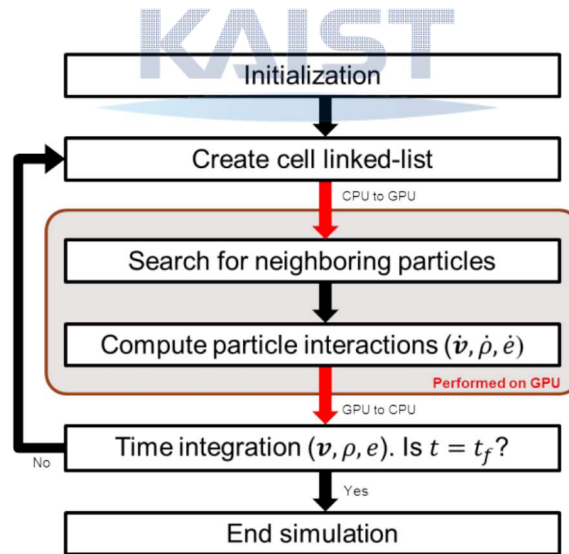 KAIST
Initialization
Create cell linked-list
CPU to GPU
Search for neighboring particles
Compute particle interactions (v̇, ρ̇, ė)
Performed on GPU
GPU to CPU
Time integration (v, ρ, e). Is t = t_f?
No
Yes
End simulation